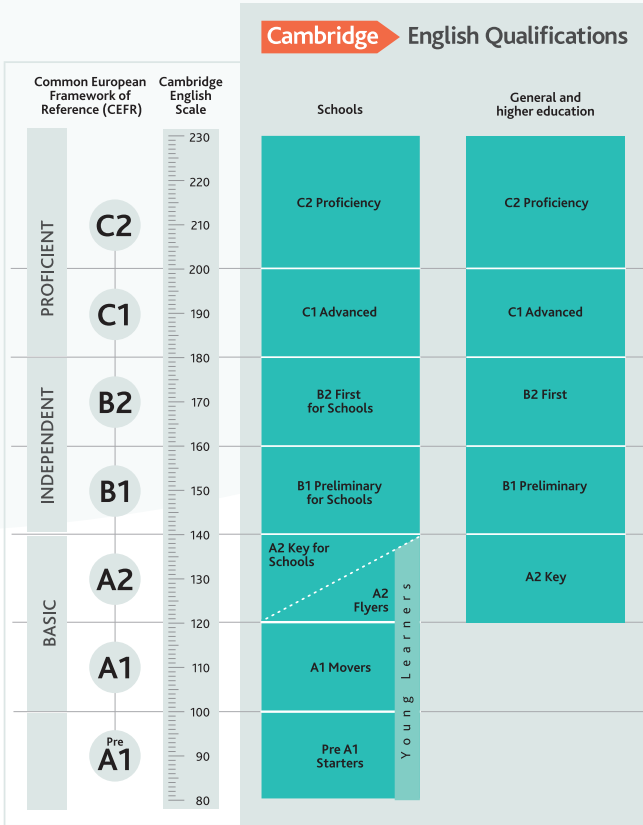 Cambridge English Qualifications
Common European
Framework of
Reference (CEFR)
Cambridge
English
Scale
Schools
General and
higher education
PROFICIENT
INDEPENDENT
BASIC
C2
C1
B2
B1
A2
A1
Pre
A1
230
220
210
200
190
180
170
160
150
140
130
120
110
100
90
80
C2 Proficiency
C1 Advanced
B2 First
for Schools
B1 Preliminary
for Schools
A2 Key for
Schools
A2
Flyers
A1 Movers
Pre A1
Starters
Young Learners
C2 Proficiency
C1 Advanced
B2 First
B1 Preliminary
A2 Key